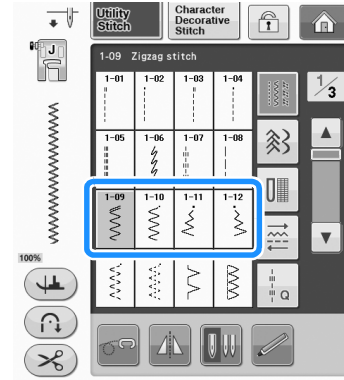 Utility Stitch
Character Decorative Stitch
J
1-09 Zigzag stitch
1/3
1-01 1-02 1-03 1-04
1-05 1-06 1-07 1-08
1-09 1-10 1-11 1-12
100%
Q